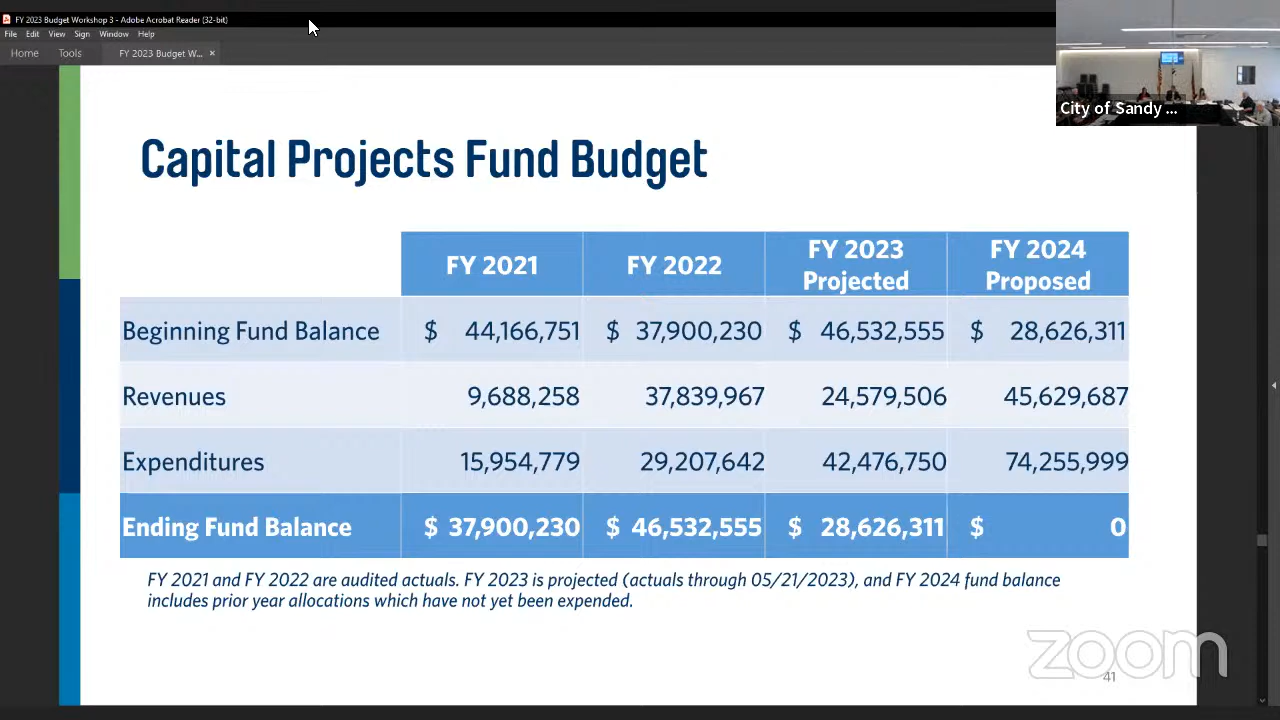 FY 2023 Budget Workshop 3 - Adobe Acrobat Reader (32-bit)
File Edit View Sign Window Help
Home Tools FY 2023 Budget W... ×
City of Sandy ...
Capital Projects Fund Budget
FY 2021 FY 2022 FY 2023 Projected FY 2024 Proposed
Beginning Fund Balance $ 44,166,751 $ 37,900,230 $ 46,532,555 $ 28,626,311
Revenues 9,688,258 37,839,967 24,579,506 45,629,687
Expenditures 15,954,779 29,207,642 42,476,750 74,255,999
Ending Fund Balance $ 37,900,230 $ 46,532,555 $ 28,626,311 $ 0
FY 2021 and FY 2022 are audited actuals. FY 2023 is projected (actuals through 05/21/2023), and FY 2024 fund balance
includes prior year allocations which have not yet been expended.
zoom
41